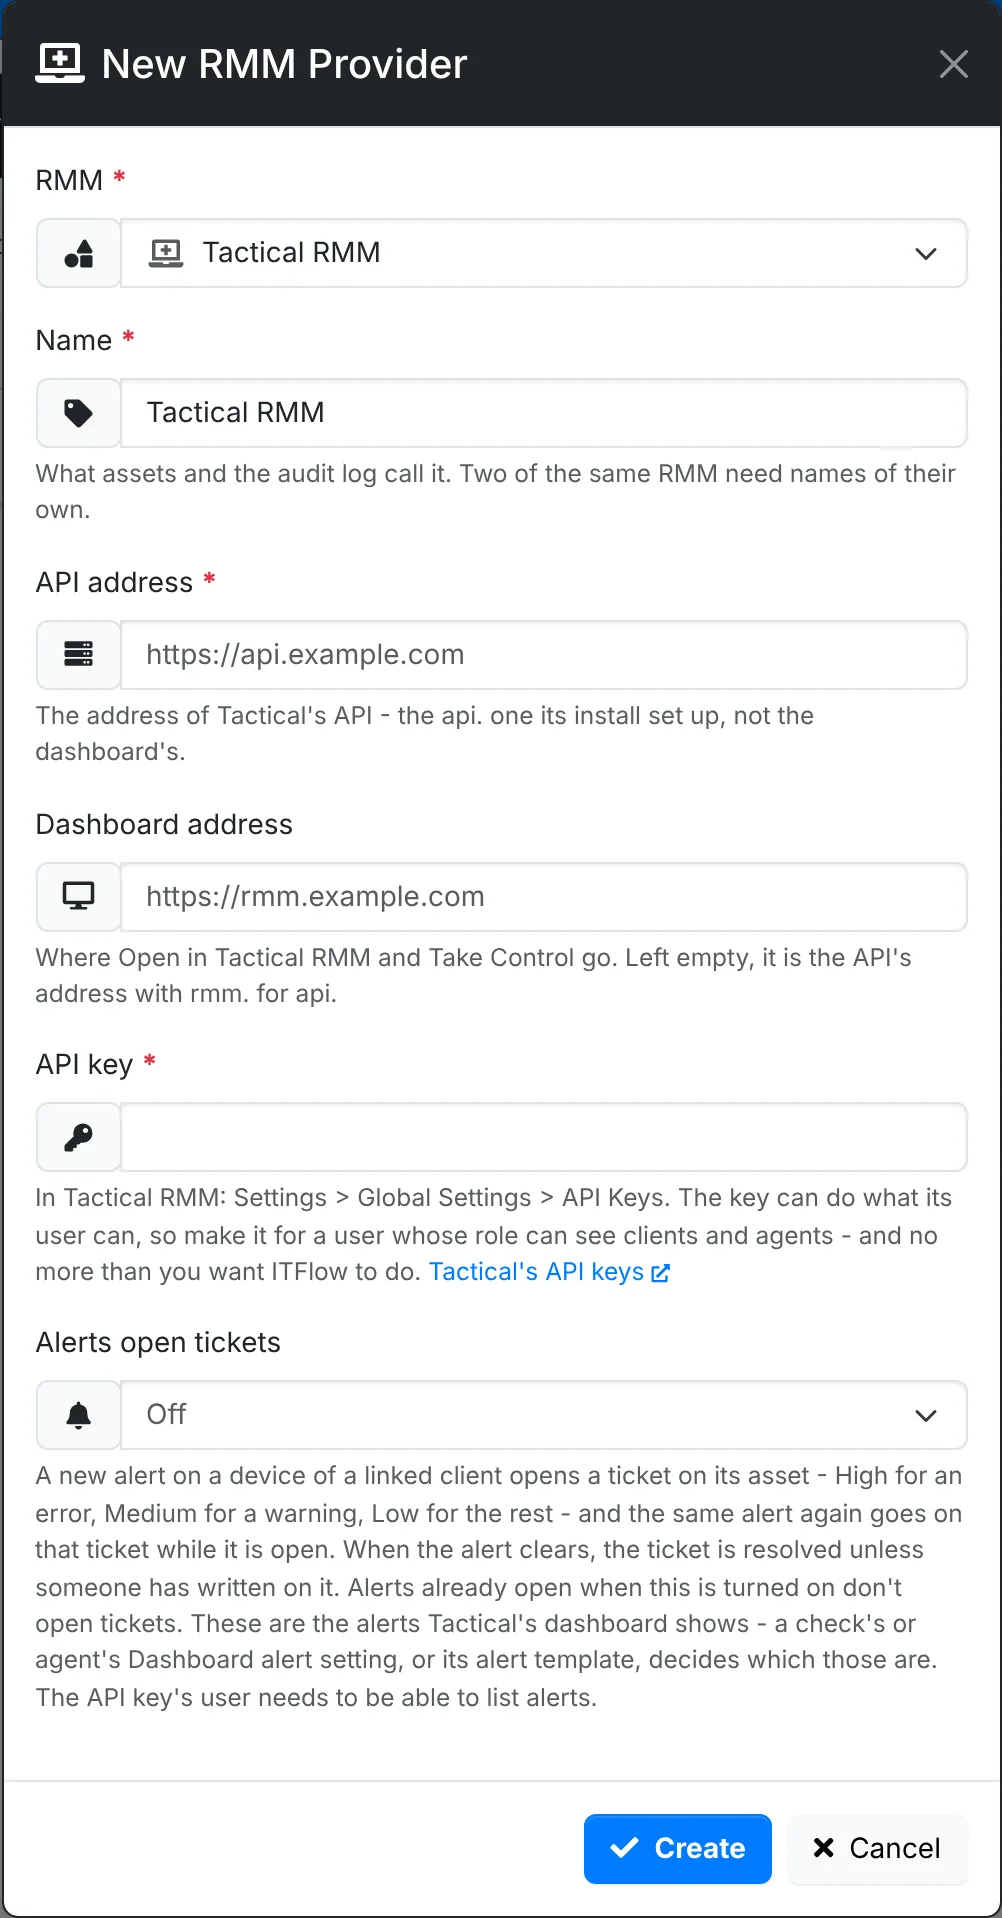 New RMM Provider
RMM *
Tactical RMM
Name *
Tactical RMM
What assets and the audit log call it. Two of the same RMM need names of their
own.
API address *
https://api.example.com
The address of Tactical's API - the api. one its install set up, not the
dashboard's.
Dashboard address
https://rmm.example.com
Where Open in Tactical RMM and Take Control go. Left empty, it is the API's
address with rmm. for api.
API key *
In Tactical RMM: Settings > Global Settings > API Keys. The key can do what its
user can, so make it for a user whose role can see clients and agents - and no
more than you want ITFlow to do. Tactical's API keys
Alerts open tickets
Off
A new alert on a device of a linked client opens a ticket on its asset - High for an
error, Medium for a warning, Low for the rest - and the same alert again goes on
that ticket while it is open. When the alert clears, the ticket is resolved unless
someone has written on it. Alerts already open when this is turned on don't
open tickets. These are the alerts Tactical's dashboard shows - a check's or
agent's Dashboard alert setting, or its alert template, decides which those are.
The API key's user needs to be able to list alerts.
Create
Cancel